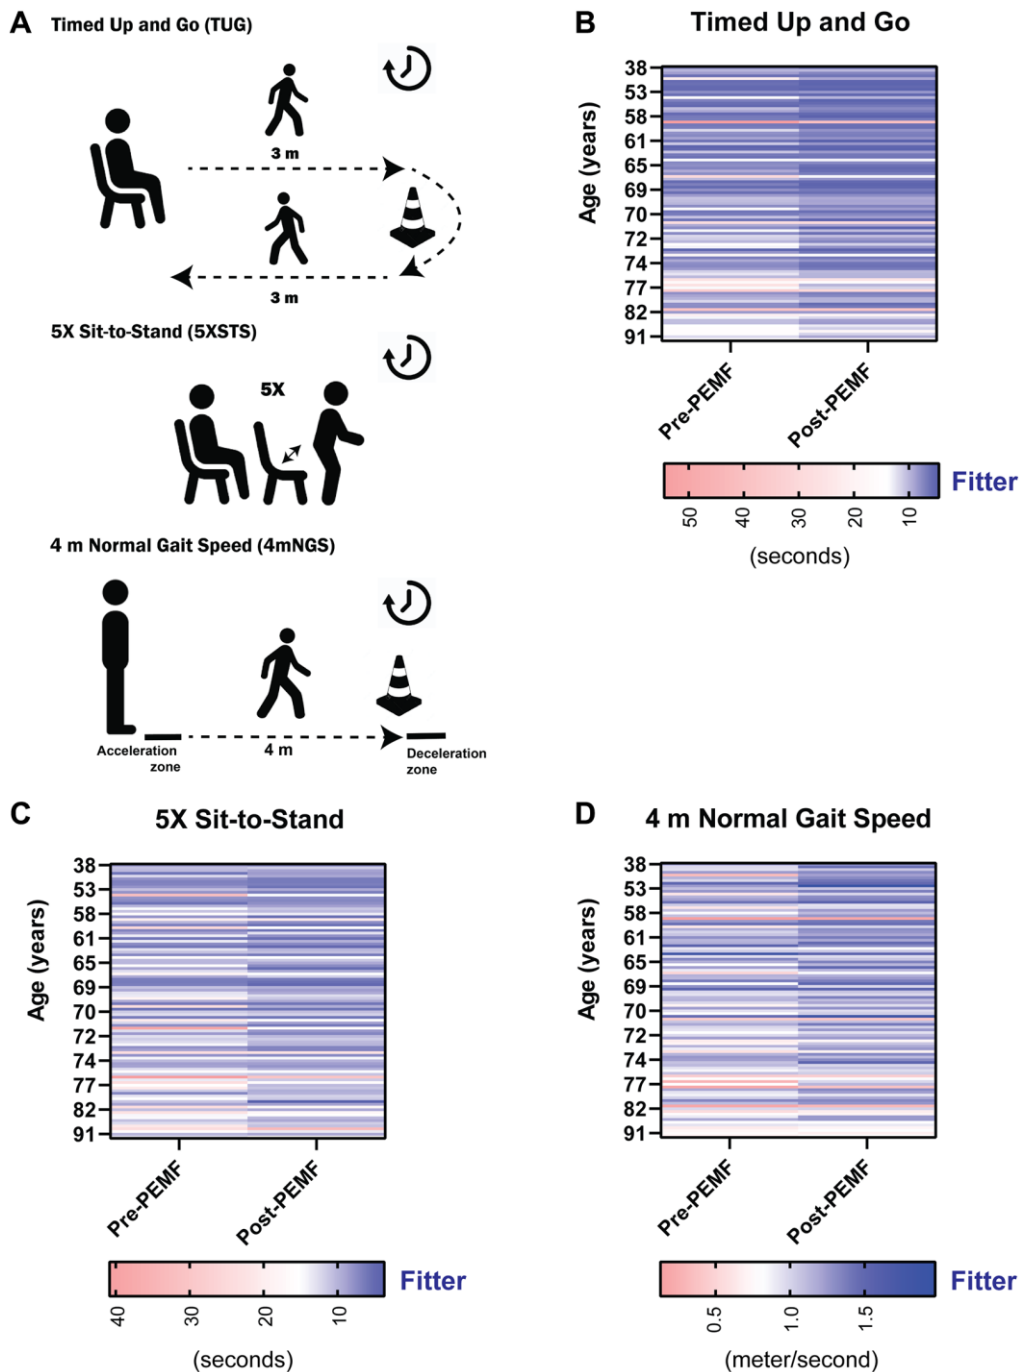 A
Timed Up and Go (TUG)
3 m
3 m
5X Sit-to-Stand (5XSTS)
5X
4 m Normal Gait Speed (4mNGS)
Acceleration
zone
4 m
Deceleration
zone
B
Timed Up and Go
Age (years)
38
53
58
61
65
69
70
72
74
77
82
91
Pre-PEMF
Post-PEMF
Fitter
50
40
30
20
10
(seconds)
C
5X Sit-to-Stand
Age (years)
38
53
58
61
65
69
70
72
74
77
82
91
Pre-PEMF
Post-PEMF
Fitter
40
30
20
10
(seconds)
D
4 m Normal Gait Speed
Age (years)
38
53
58
61
65
69
70
72
74
77
82
91
Pre-PEMF
Post-PEMF
Fitter
0.5
1.0
1.5
(meter/second)